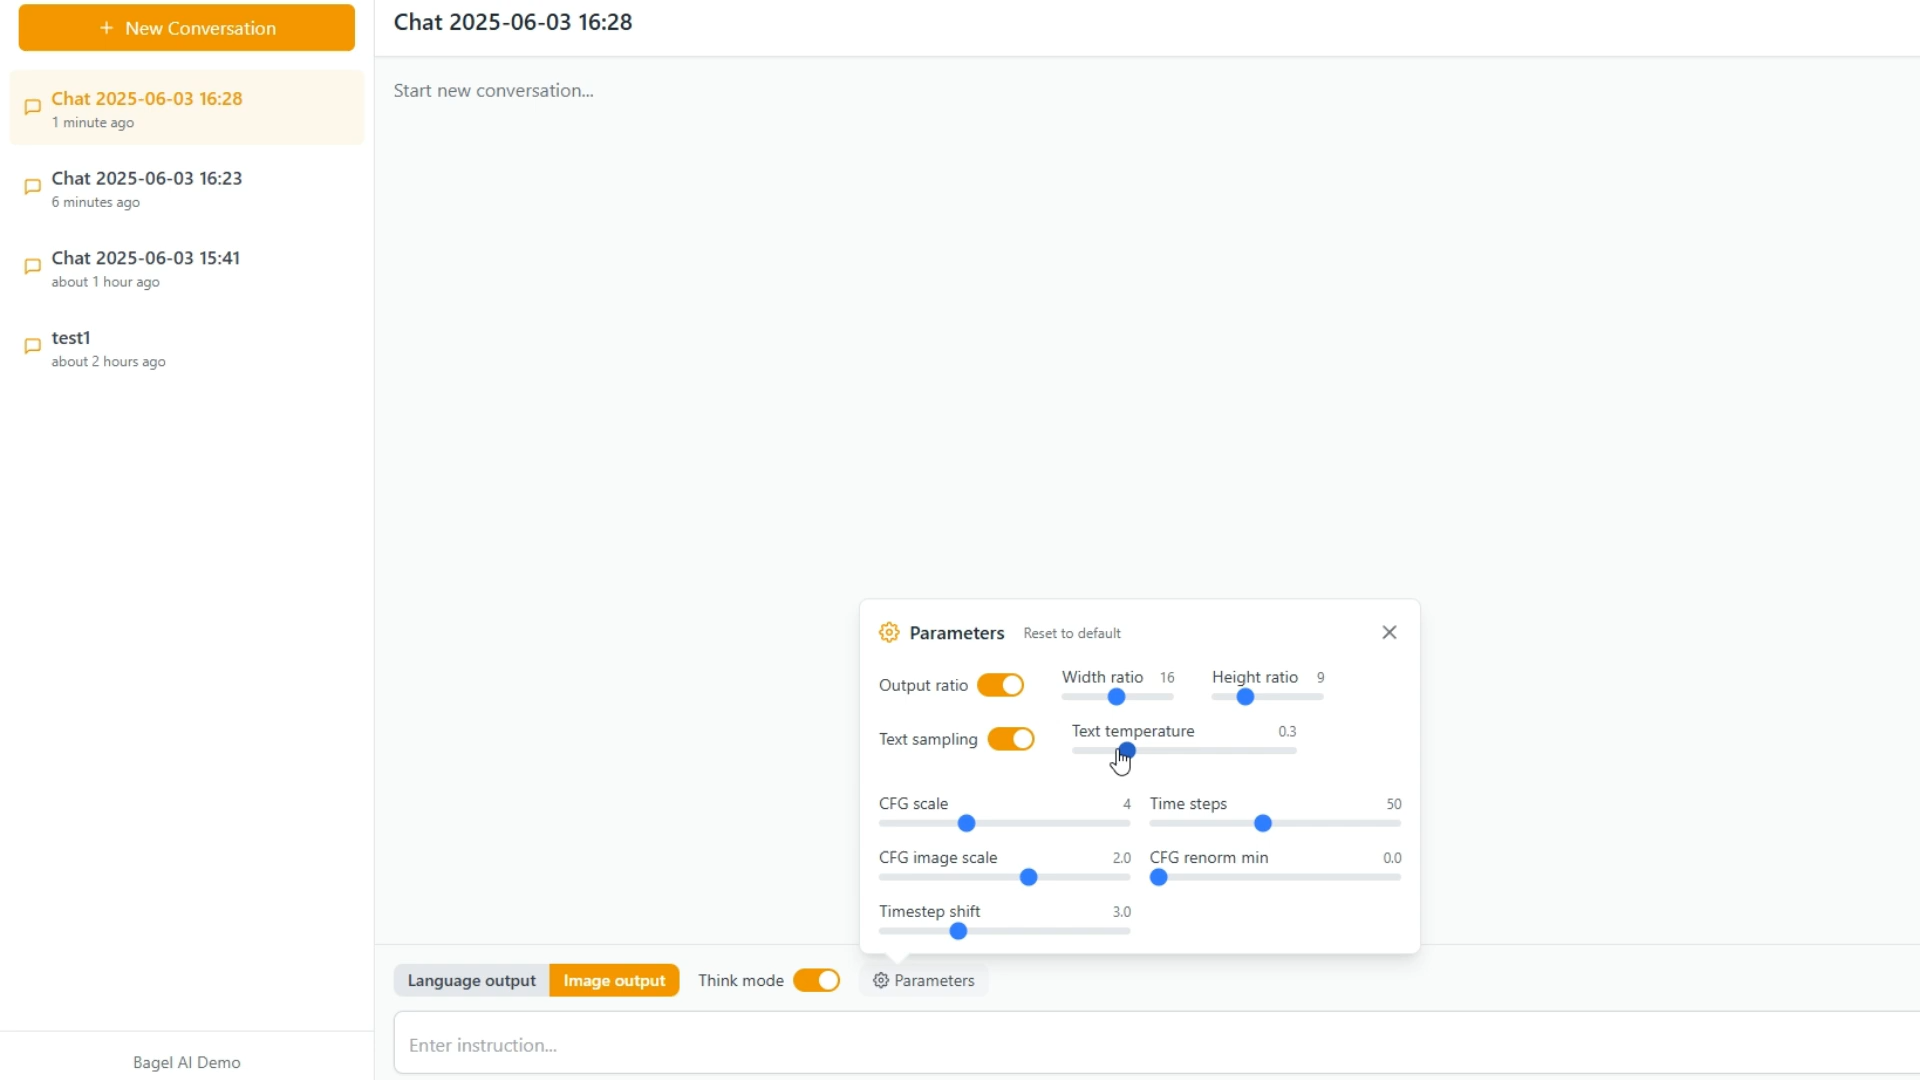 + New Conversation
Chat 2025-06-03 16:28
1 minute ago
Chat 2025-06-03 16:23
6 minutes ago
Chat 2025-06-03 15:41
about 1 hour ago
test1
about 2 hours ago
Bagel AI Demo
Chat 2025-06-03 16:28
Start new conversation...
Parameters Reset to default
Output ratio Width ratio 16 Height ratio 9
Text sampling Text temperature 0.3
CFG scale 4 Time steps 50
CFG image scale 2.0 CFG renorm min 0.0
Timestep shift 3.0
Language output Image output Think mode Parameters
Enter instruction...